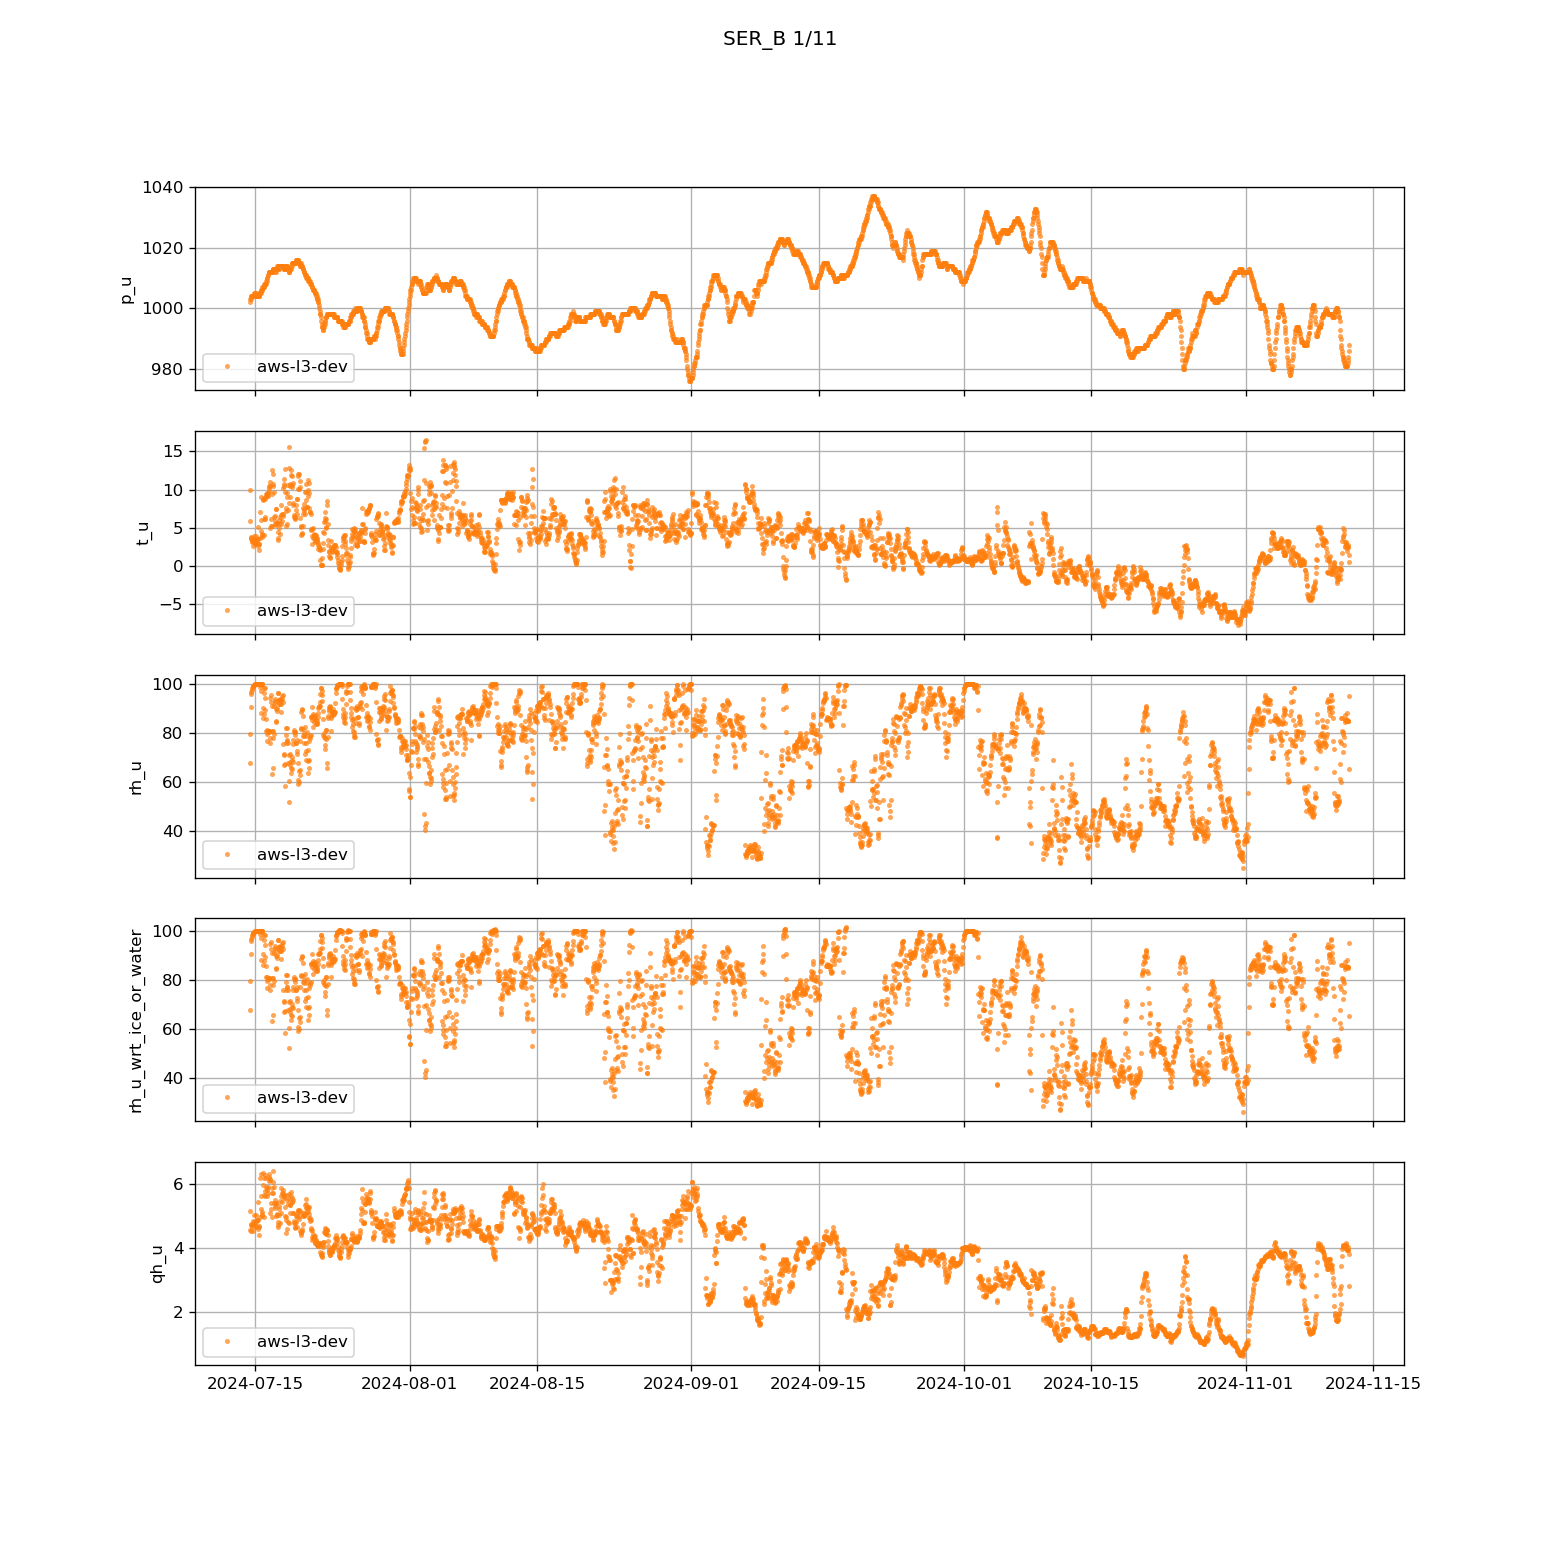 SER_B 1/11
1040
1020
1000
980
p_u
aws-l3-dev
15
10
5
0
−5
t_u
aws-l3-dev
100
80
60
40
rh_u
aws-l3-dev
100
80
60
40
rh_u_wrt_ice_or_water
aws-l3-dev
6
4
2
qh_u
aws-l3-dev
2024-07-15 2024-08-01 2024-08-15 2024-09-01 2024-09-15 2024-10-01 2024-10-15 2024-11-01 2024-11-15